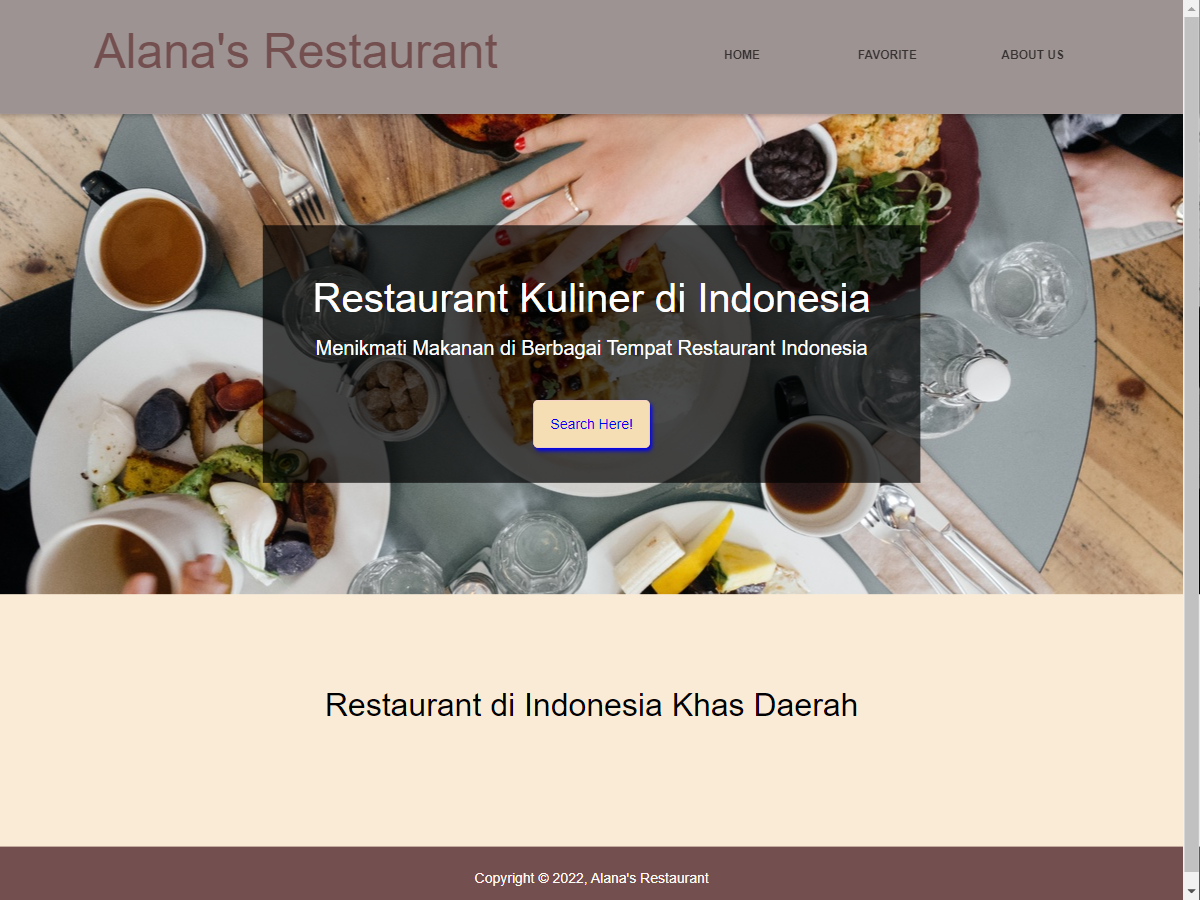 Alana's Restaurant
HOME
FAVORITE
ABOUT US
Restaurant Kuliner di Indonesia
Menikmati Makanan di Berbagai Tempat Restaurant Indonesia
Search Here!
Restaurant di Indonesia Khas Daerah
Copyright © 2022, Alana's Restaurant